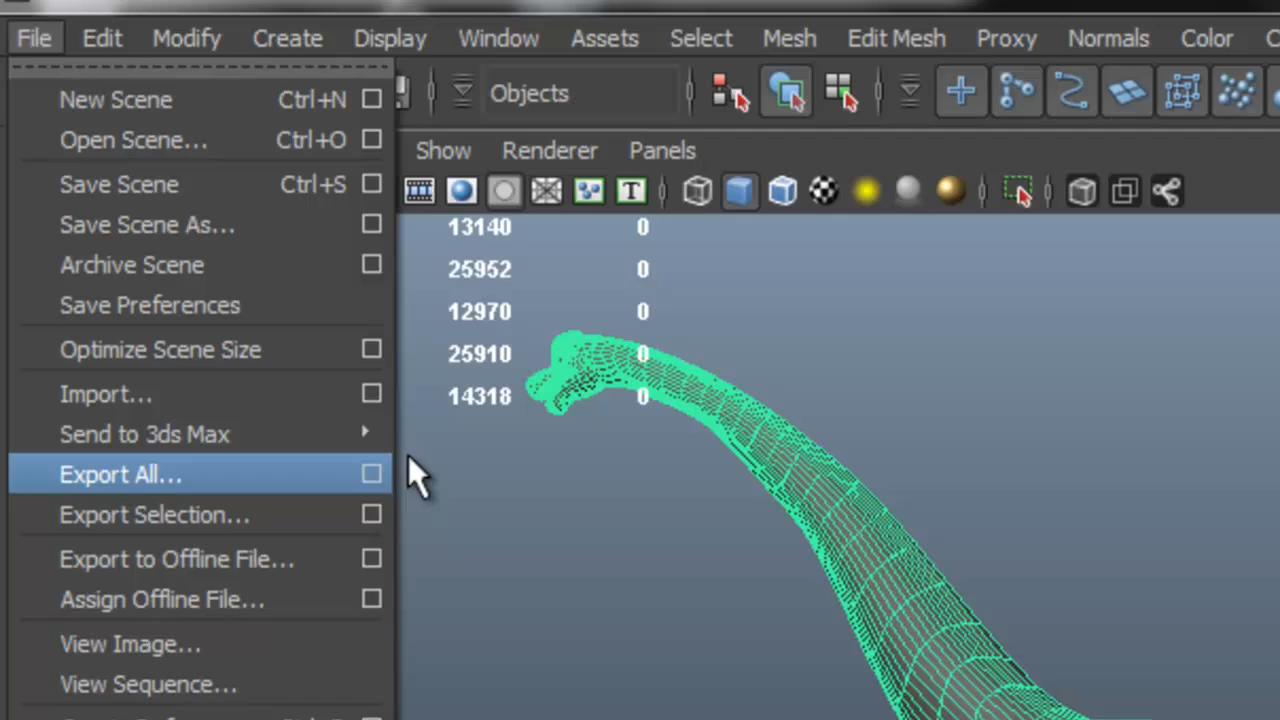 File Edit Modify Create Display Window Assets Select Mesh Edit Mesh Proxy Normals Color
New Scene Ctrl+N
Objects
Open Scene... Ctrl+O
Show Renderer Panels
Save Scene Ctrl+S
T
Save Scene As...
13140 0
Archive Scene
25952 0
Save Preferences
12970 0
Optimize Scene Size
25910 0
Import...
14318 0
Send to 3ds Max
Export All...
Export Selection...
Export to Offline File...
Assign Offline File...
View Image...
View Sequence...